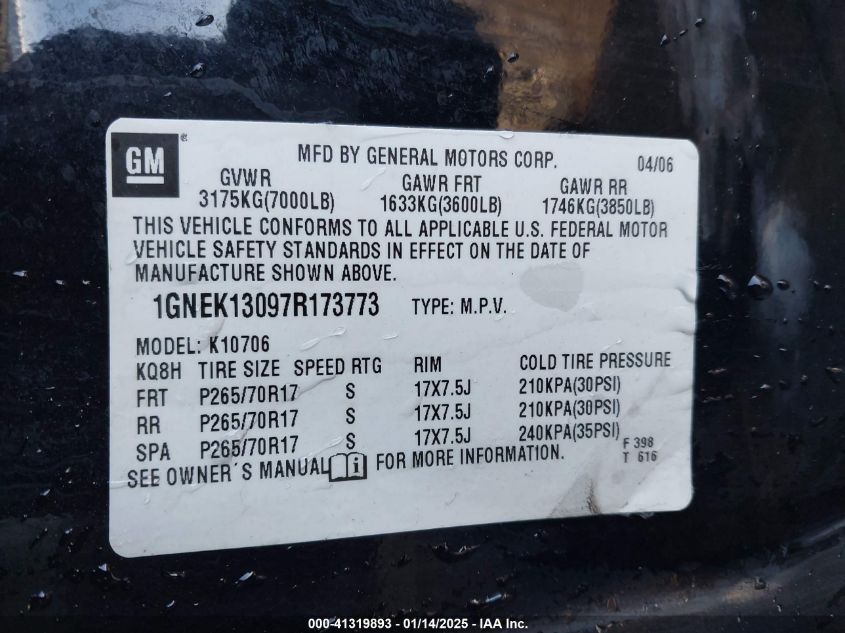 GM ®
MFD BY GENERAL MOTORS CORP. 04/06
GVWR GAWR FRT GAWR RR
3175KG(7000LB) 1633KG(3600LB) 1746KG(3850LB)
THIS VEHICLE CONFORMS TO ALL APPLICABLE U.S. FEDERAL MOTOR
VEHICLE SAFETY STANDARDS IN EFFECT ON THE DATE OF
MANUFACTURE SHOWN ABOVE.
1GNEK13097R173773 TYPE: M.P.V.
MODEL: K10706
KQ8H TIRE SIZE SPEED RTG RIM COLD TIRE PRESSURE
FRT P265/70R17 S 17X7.5J 210KPA(30PSI)
RR P265/70R17 S 17X7.5J 210KPA(30PSI)
SPA P265/70R17 S 17X7.5J 240KPA(35PSI)
F 398
T 616
SEE OWNER´S MANUAL i FOR MORE INFORMATION.
000-41319893 - 01/14/2025 - IAA Inc.